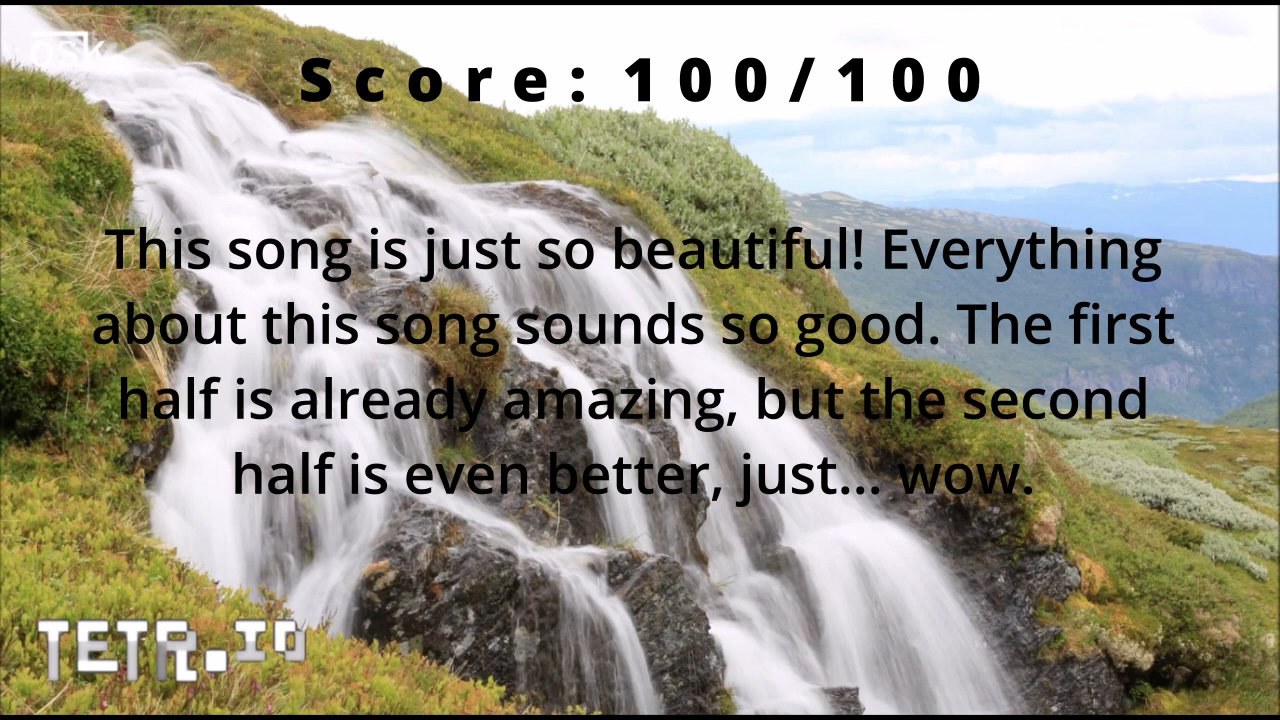 osk
Score: 100/100
This song is just so beautiful! Everything
about this song sounds so good. The first
half is already amazing, but the second
half is even better, just... wow.
TETR.IO